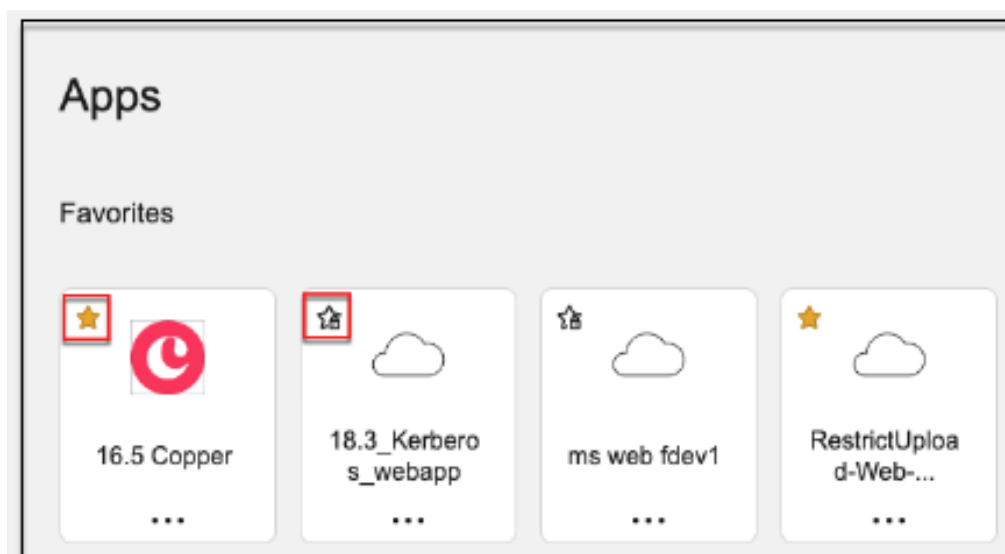 Apps
Favorites
16.5 Copper
18.3_Kerbero
s_webapp
ms web fdev1
RestrictUploa
d-Web-...